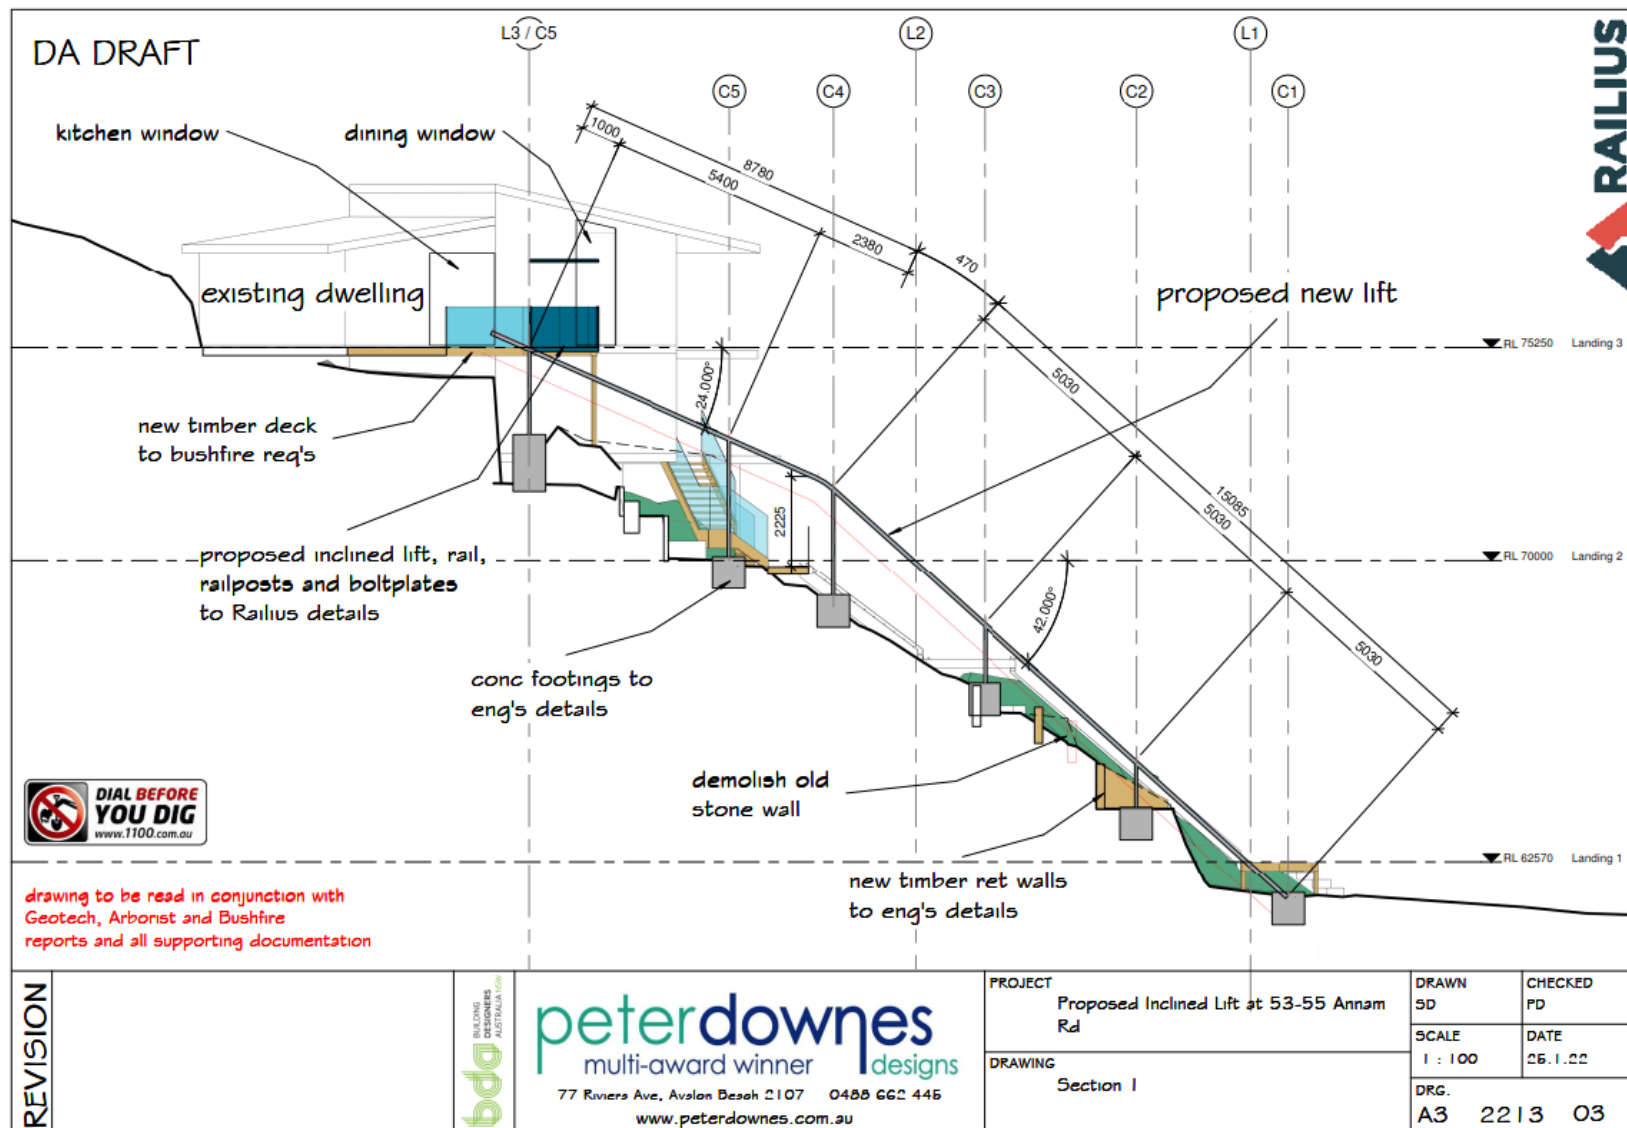 DA DRAFT
L3 / C5
L2
L1
C5
C4
C3
C2
C1
RAILIUS
kitchen window
dining window
1000
8780
5400
2380
470
existing dwelling
proposed new lift
RL 75250 Landing 3
24.000°
5030
new timber deck
to bushfire req's
15085
5030
2225
proposed inclined lift, rail,
railposts and boltplates
to Railius details
RL 70000 Landing 2
42.000°
5030
conc footings to
eng's details
demolish old
stone wall
DIAL BEFORE
YOU DIG
www.1100.com.au
RL 62570 Landing 1
new timber ret walls
to eng's details
drawing to be read in conjunction with
Geotech, Arborist and Bushfire
reports and all supporting documentation
REVISION
bda
BUILDING
DESIGNERS
AUSTRALIA NSW
peterdownes
multi-award winner designs
77 Riviera Ave, Avalon Beach 2107 0488 662 445
www.peterdownes.com.au
PROJECT
Proposed Inclined Lift at 53-55 Annam
Rd
DRAWING
Section 1
DRAWN
SD
CHECKED
PD
SCALE
1 : 100
DATE
25.1.22
DRG.
A3 2213 03